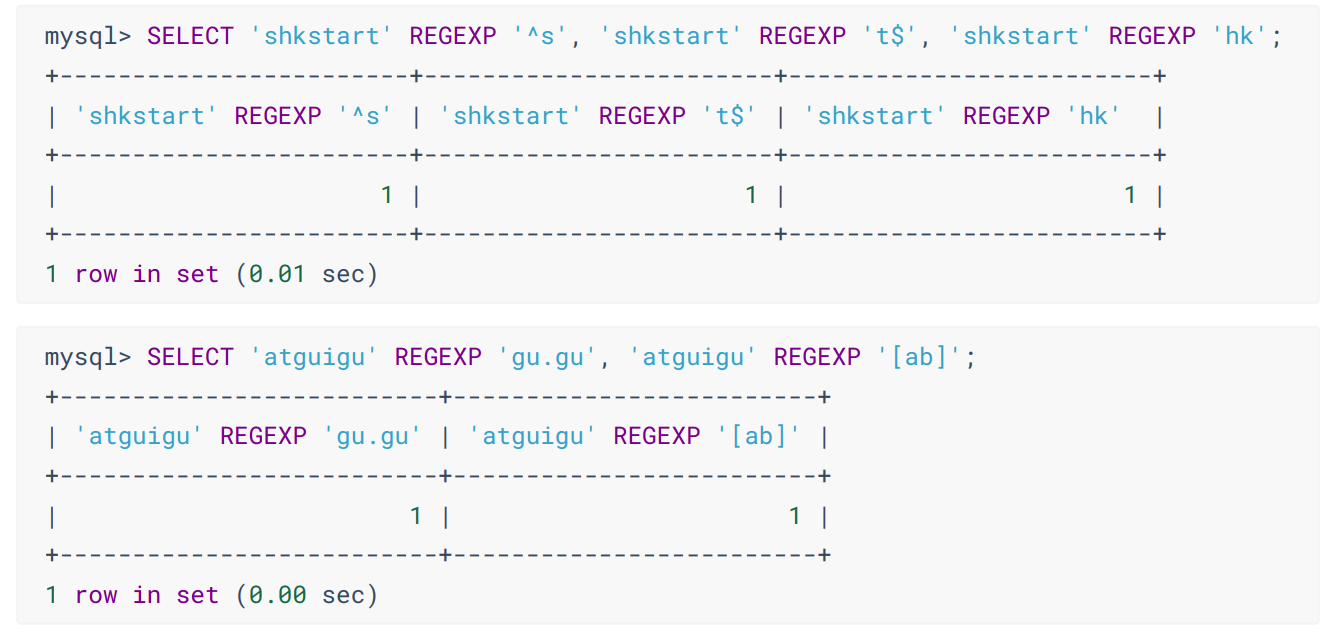 mysql> SELECT 'shkstart' REGEXP '^s', 'shkstart' REGEXP 't$', 'shkstart' REGEXP 'hk';
+------------------------+------------------------+-------------------------+
| 'shkstart' REGEXP '^s' | 'shkstart' REGEXP 't$' | 'shkstart' REGEXP 'hk'  |
+------------------------+------------------------+-------------------------+
|                      1 |                      1 |                       1 |
+------------------------+------------------------+-------------------------+
1 row in set (0.01 sec)
mysql> SELECT 'atguigu' REGEXP 'gu.gu', 'atguigu' REGEXP '[ab]';
+--------------------------+-------------------------+
| 'atguigu' REGEXP 'gu.gu' | 'atguigu' REGEXP '[ab]' |
+--------------------------+-------------------------+
|                        1 |                       1 |
+--------------------------+-------------------------+
1 row in set (0.00 sec)